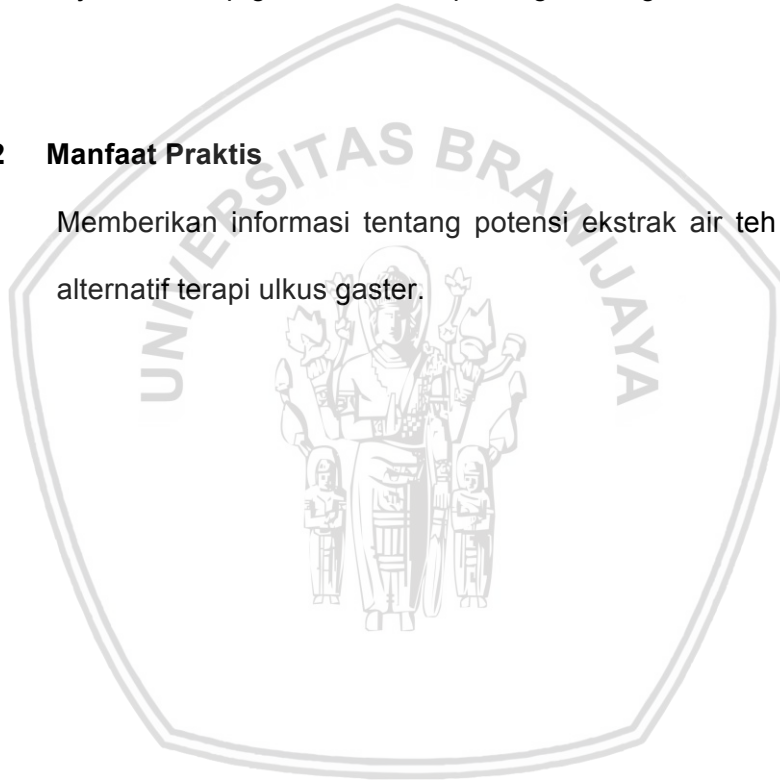 2 Manfaat Praktis
Memberikan informasi tentang potensi ekstrak air teh
alternatif terapi ulkus gaster.
UNIVERSITAS BRAWIJAYA